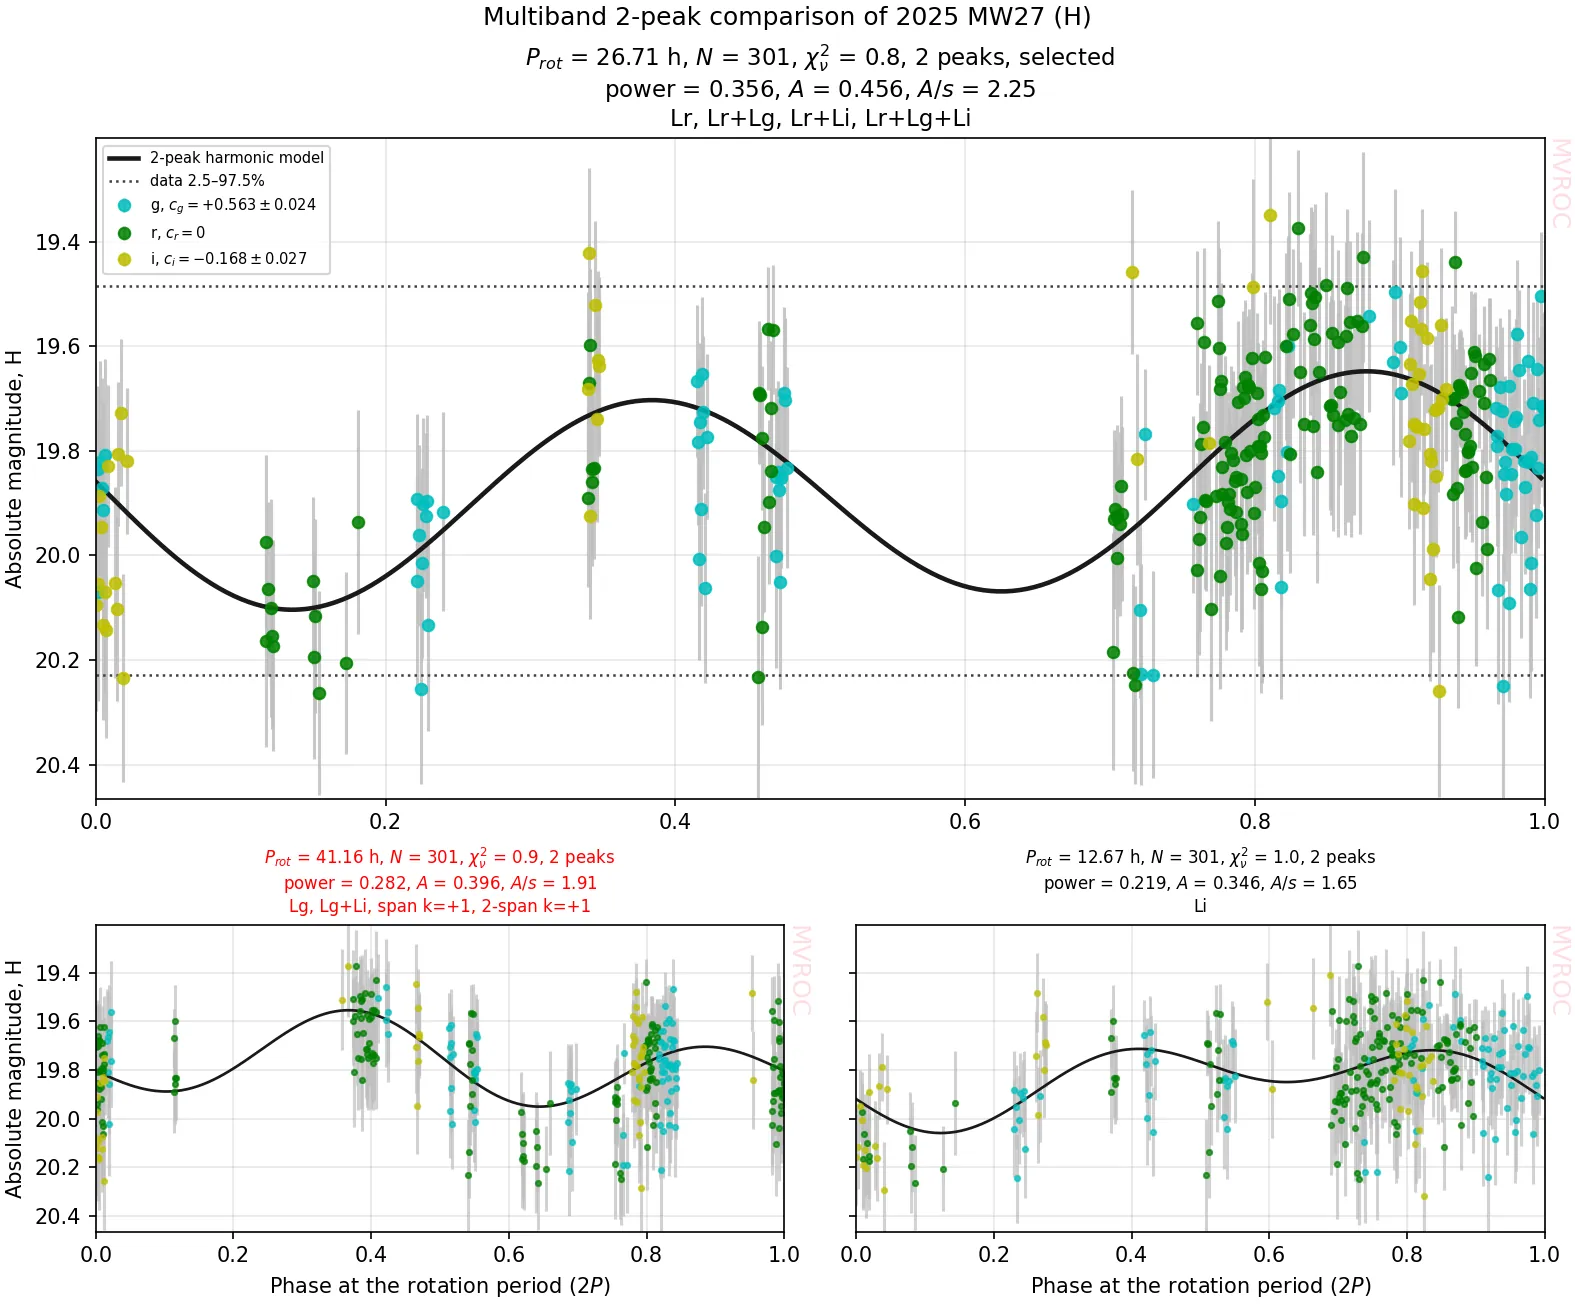 Multiband 2-peak comparison of 2025 MW27 (H)
P_rot = 26.71 h, N = 301, χ²_ν = 0.8, 2 peaks, selected
power = 0.356, A = 0.456, A/s = 2.25
Lr, Lr+Lg, Lr+Li, Lr+Lg+Li
2-peak harmonic model
data 2.5–97.5%
g, c_g = +0.563 ± 0.024
r, c_r = 0
i, c_i = −0.168 ± 0.027
MVROC
Absolute magnitude, H
19.4
19.6
19.8
20.0
20.2
20.4
0.0 0.2 0.4 0.6 0.8 1.0
P_rot = 41.16 h, N = 301, χ²_ν = 0.9, 2 peaks
power = 0.282, A = 0.396, A/s = 1.91
Lg, Lg+Li, span k=+1, 2-span k=+1
MVROC
Absolute magnitude, H
19.4
19.6
19.8
20.0
20.2
20.4
0.0 0.2 0.4 0.6 0.8 1.0
Phase at the rotation period (2P)
P_rot = 12.67 h, N = 301, χ²_ν = 1.0, 2 peaks
power = 0.219, A = 0.346, A/s = 1.65
Li
MVROC
0.0 0.2 0.4 0.6 0.8 1.0
Phase at the rotation period (2P)